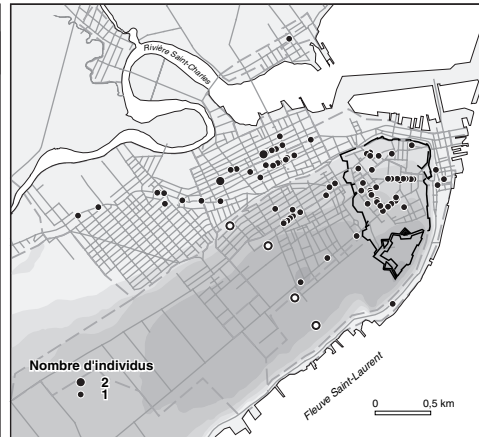 Rivière Saint-Charles
Nombre d'individus
2
1
Fleuve Saint-Laurent
0 0,5 km